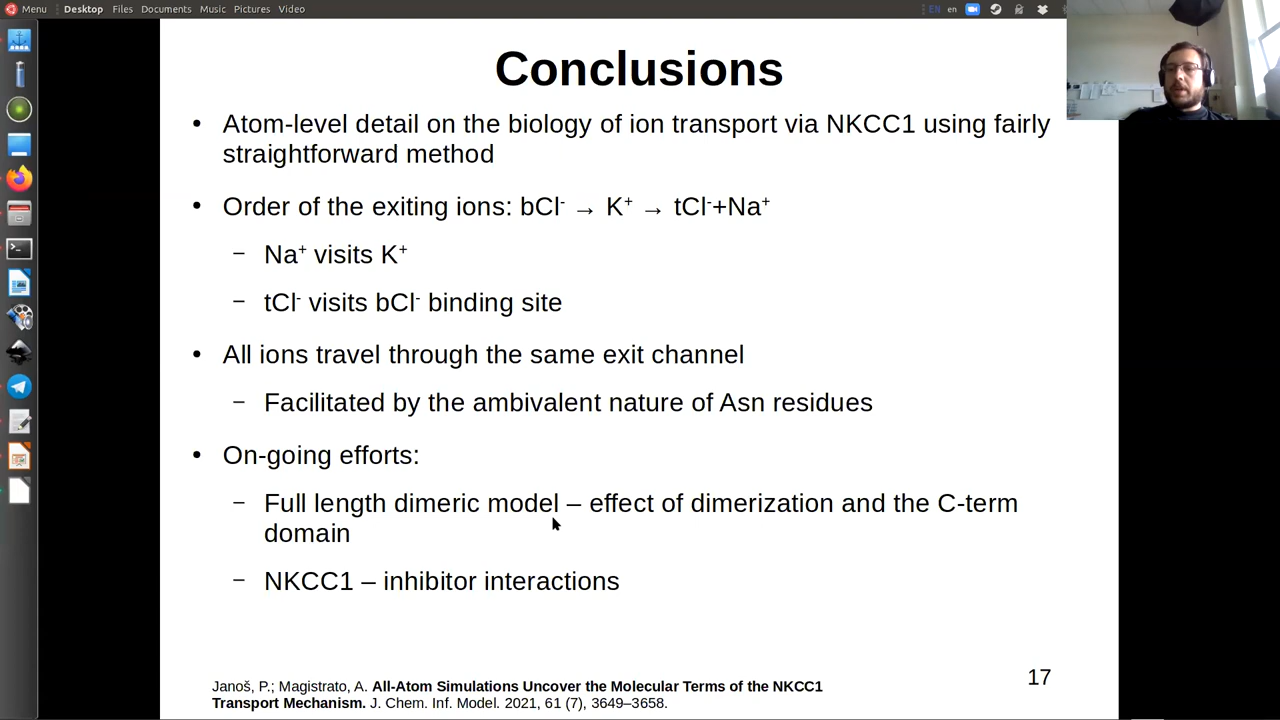 Menu Desktop Files Documents Music Pictures Video EN en
Conclusions
• Atom-level detail on the biology of ion transport via NKCC1 using fairly
straightforward method
• Order of the exiting ions: bCl⁻ → K⁺ → tCl⁻+Na⁺
– Na⁺ visits K⁺
– tCl⁻ visits bCl⁻ binding site
• All ions travel through the same exit channel
– Facilitated by the ambivalent nature of Asn residues
• On-going efforts:
– Full length dimeric model – effect of dimerization and the C-term
domain
– NKCC1 – inhibitor interactions
17
Janoš, P.; Magistrato, A. All-Atom Simulations Uncover the Molecular Terms of the NKCC1
Transport Mechanism. J. Chem. Inf. Model. 2021, 61 (7), 3649–3658.